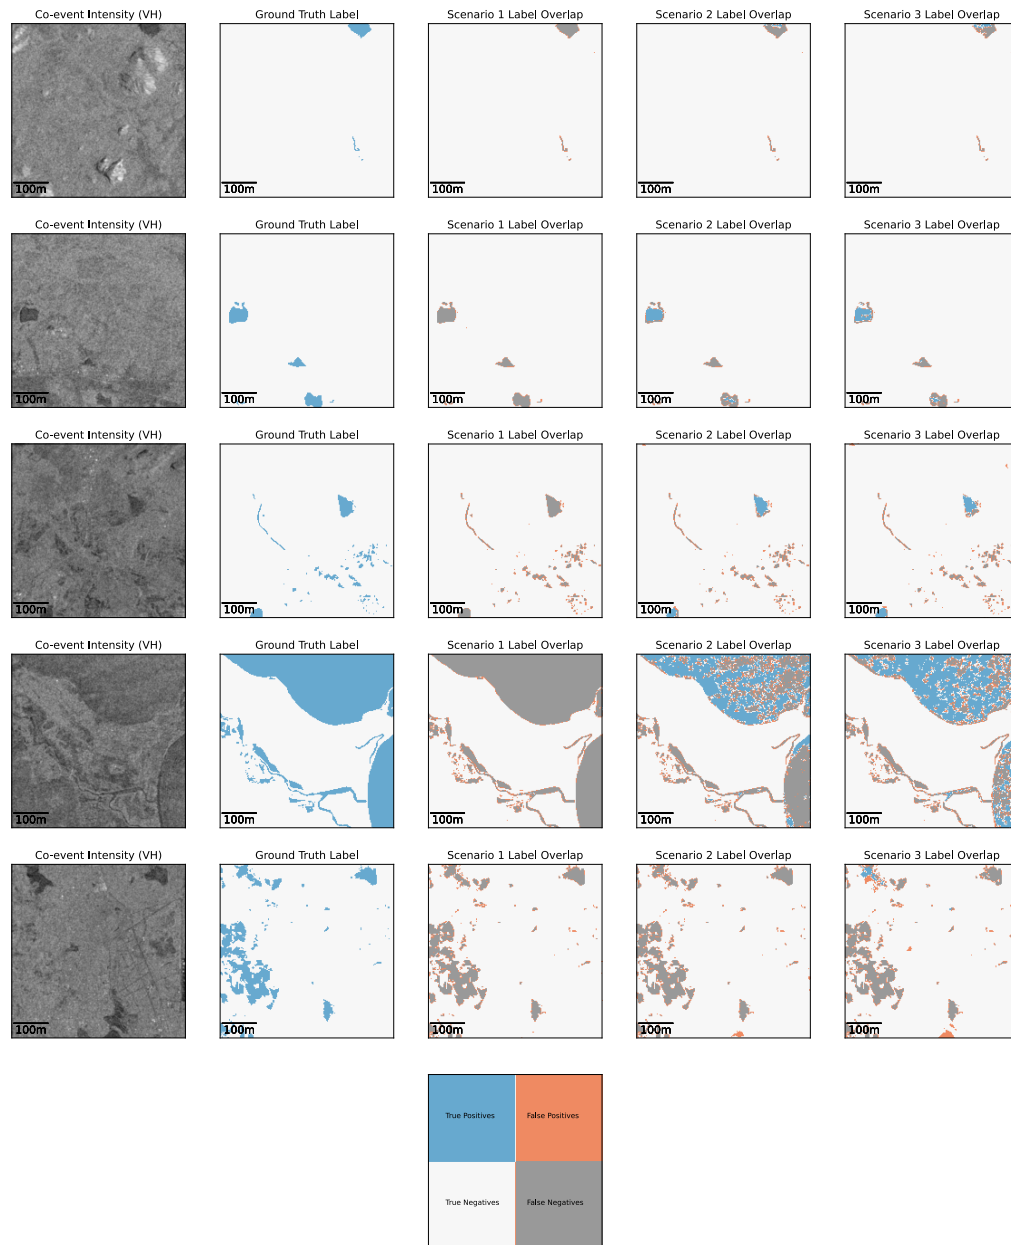 Co-event Intensity (VH)
Ground Truth Label
Scenario 1 Label Overlap
Scenario 2 Label Overlap
Scenario 3 Label Overlap
100m
100m
100m
100m
100m
Co-event Intensity (VH)
Ground Truth Label
Scenario 1 Label Overlap
Scenario 2 Label Overlap
Scenario 3 Label Overlap
100m
100m
100m
100m
100m
Co-event Intensity (VH)
Ground Truth Label
Scenario 1 Label Overlap
Scenario 2 Label Overlap
Scenario 3 Label Overlap
100m
100m
100m
100m
100m
Co-event Intensity (VH)
Ground Truth Label
Scenario 1 Label Overlap
Scenario 2 Label Overlap
Scenario 3 Label Overlap
100m
100m
100m
100m
100m
Co-event Intensity (VH)
Ground Truth Label
Scenario 1 Label Overlap
Scenario 2 Label Overlap
Scenario 3 Label Overlap
100m
100m
100m
100m
100m
True Positives
False Positives
True Negatives
False Negatives